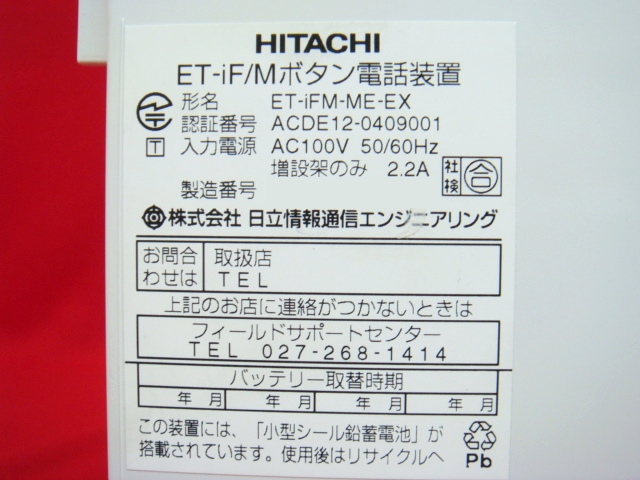 HITACHI
ET-iF/Mボタン電話装置
形名 ET-iFM-ME-EX
認証番号 ACDE12-0409001
T 入力電源 AC100V 50/60Hz
増設架のみ 2.2A 社検 合
製造番号
株式会社 日立情報通信エンジニアリング
お問合わせは 取扱店
TEL
上記のお店に連絡がつかないときは
フィールドサポートセンター
TEL 027-268-1414
バッテリー取替時期
年 月 年 月 年 月 年 月
この装置には、「小型シール鉛蓄電池」が
搭載されています。使用後はリサイクルへ
Pb